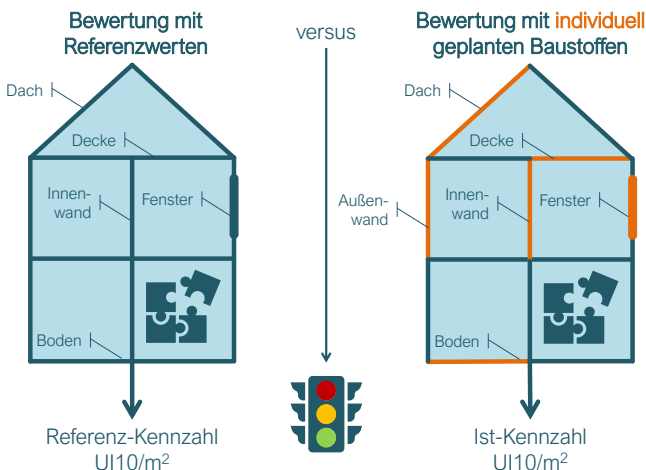 Bewertung mit
Referenzwerten
Dach
Decke
Innen-
wand
Fenster
Boden
Referenz-Kennzahl
UI10/m²
versus
Bewertung mit individuell
geplanten Baustoffen
Dach
Decke
Außen-
wand
Innen-
wand
Fenster
Boden
Ist-Kennzahl
UI10/m²